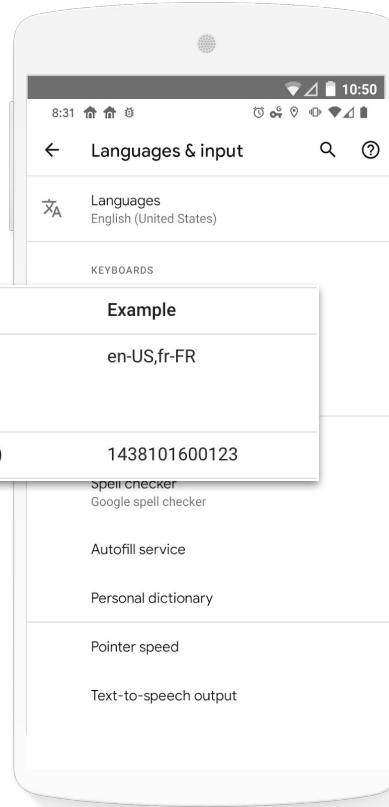 10:50
8:31
Languages & input
Languages
English (United States)
KEYBOARDS
Example
en-US,fr-FR
)
1438101600123
Spell checker
Google spell checker
Autofill service
Personal dictionary
Pointer speed
Text-to-speech output